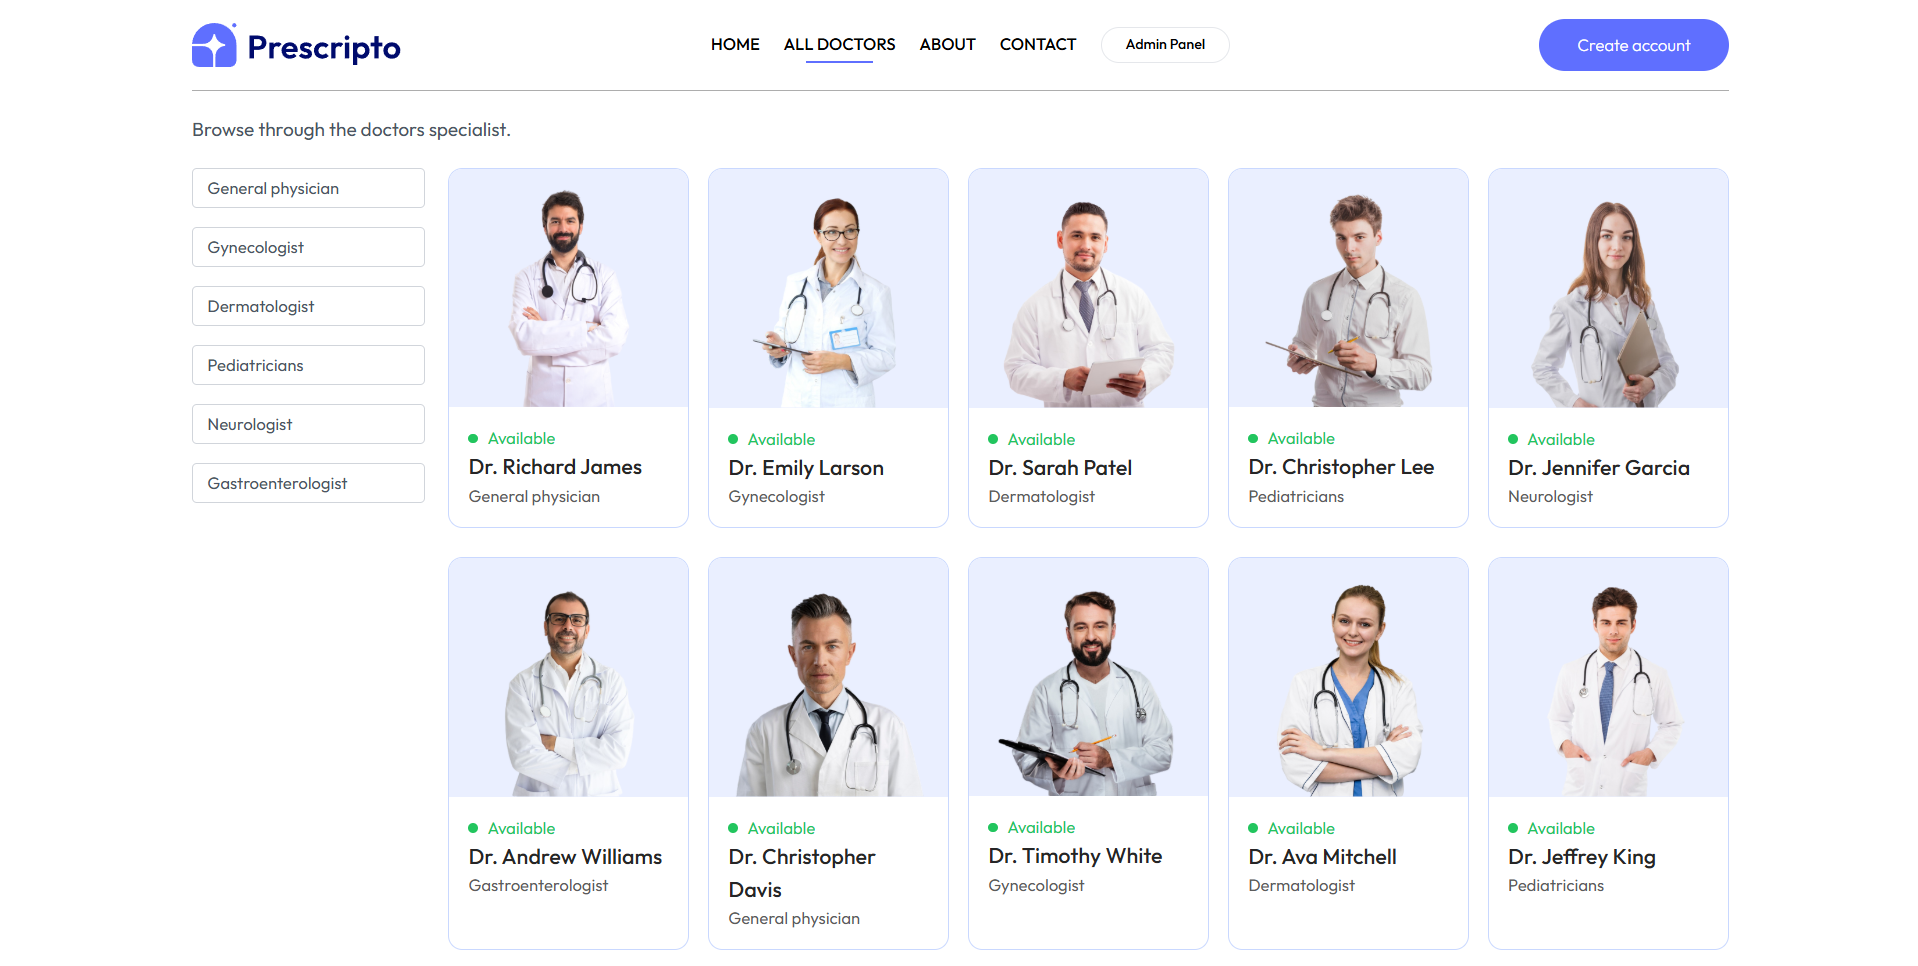 Prescripto
HOME
ALL DOCTORS
ABOUT
CONTACT
Admin Panel
Create account
Browse through the doctors specialist.
General physician
Gynecologist
Dermatologist
Pediatricians
Neurologist
Gastroenterologist
Available
Dr. Richard James
General physician
Available
Dr. Emily Larson
Gynecologist
Available
Dr. Sarah Patel
Dermatologist
Available
Dr. Christopher Lee
Pediatricians
Available
Dr. Jennifer Garcia
Neurologist
Available
Dr. Andrew Williams
Gastroenterologist
Available
Dr. Christopher
Davis
General physician
Available
Dr. Timothy White
Gynecologist
Available
Dr. Ava Mitchell
Dermatologist
Available
Dr. Jeffrey King
Pediatricians